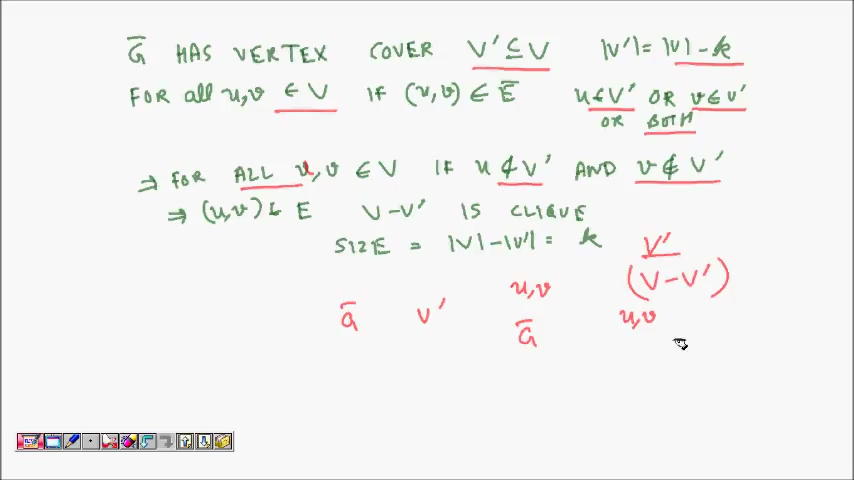 Ḡ HAS VERTEX COVER V' ⊆ V |V'| = |V| - k
FOR all u,v ∈ V IF (u,v) ∈ Ē u ∈ V' OR v ∈ V'
OR BOTH
⇒ FOR ALL u,v ∈ V IF u ∉ V' AND v ∉ V'
⇒ (u,v) ∈ E V-V' IS CLIQUE
SIZE = |V|-|V'| = k
V'
(V-V')
u,v
Ḡ V' u,v
Ḡ